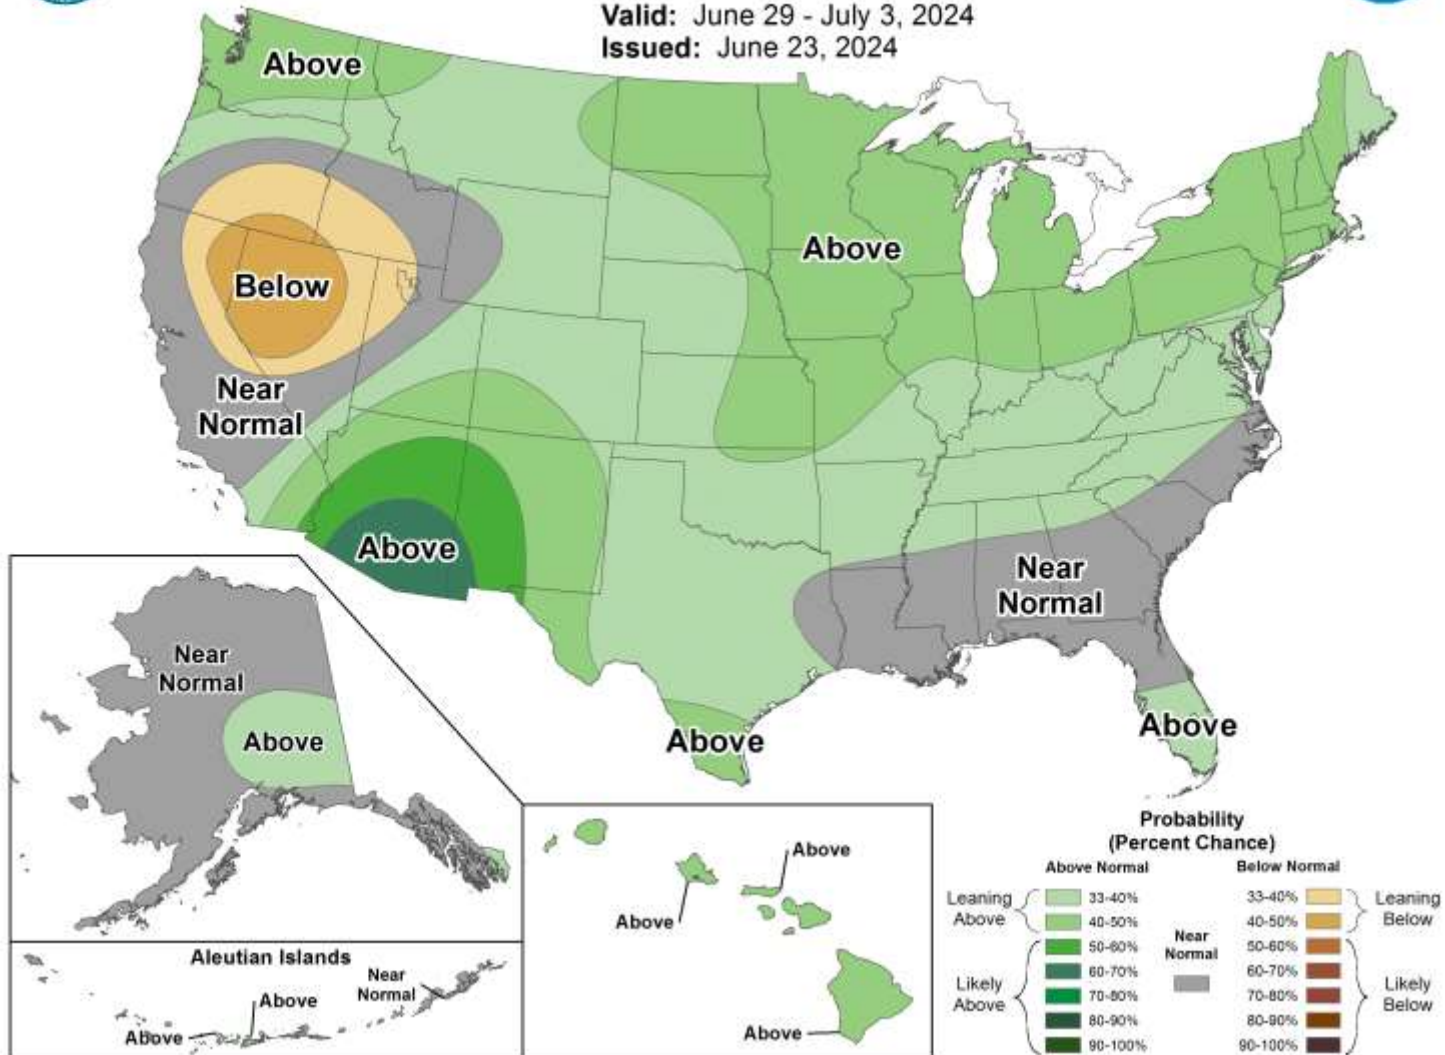 Valid: June 29 - July 3, 2024
Issued: June 23, 2024
Above
Above
Below
Near
Normal
Above
Near
Normal
Above
Above
Near
Normal
Above
Aleutian Islands
Near
Normal
Above
Above
Above
Above
Above
Probability
(Percent Chance)
Above Normal
Below Normal
Leaning
Above
33-40%
40-50%
Likely
Above
50-60%
60-70%
70-80%
80-90%
90-100%
Near
Normal
33-40%
40-50%
Leaning
Below
50-60%
60-70%
70-80%
80-90%
90-100%
Likely
Below